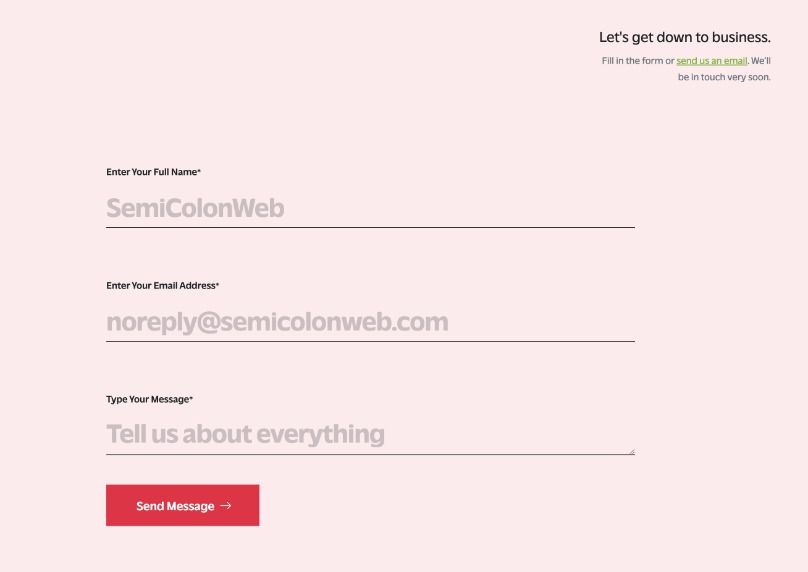 Let's get down to business.
Fill in the form or send us an email. We'll
be in touch very soon.
Enter Your Full Name*
SemiColonWeb
Enter Your Email Address*
noreply@semicolonweb.com
Type Your Message*
Tell us about everything
Send Message →